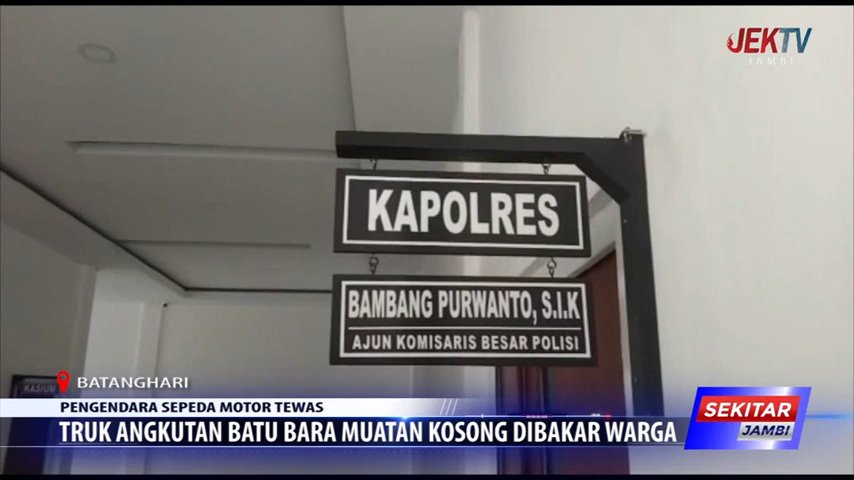 JEKTV
JAMBI
KAPOLRES
BAMBANG PURWANTO, S.I.K
AJUN KOMISARIS BESAR POLISI
KASIUM
BATANGHARI
PENGENDARA SEPEDA MOTOR TEWAS
TRUK ANGKUTAN BATU BARA MUATAN KOSONG DIBAKAR WARGA
SEKITAR
JAMBI